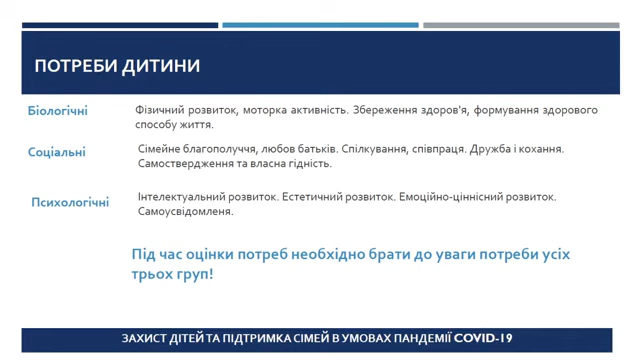 ПОТРЕБИ ДИТИНИ
Біологічні
Фізичний розвиток, моторка активність. Збереження здоров'я, формування здорового
способу життя.
Соціальні
Сімейне благополуччя, любов батьків. Спілкування, співпраця. Дружба і кохання.
Самоствердження та власна гідність.
Психологічні
Інтелектуальний розвиток. Естетичний розвиток. Емоційно-ціннісний розвиток.
Самоусвідомленя.
Під час оцінки потреб необхідно брати до уваги потреби усіх
трьох груп!
ЗАХИСТ ДІТЕЙ ТА ПІДТРИМКА СІМЕЙ В УМОВАХ ПАНДЕМІЇ COVID-19